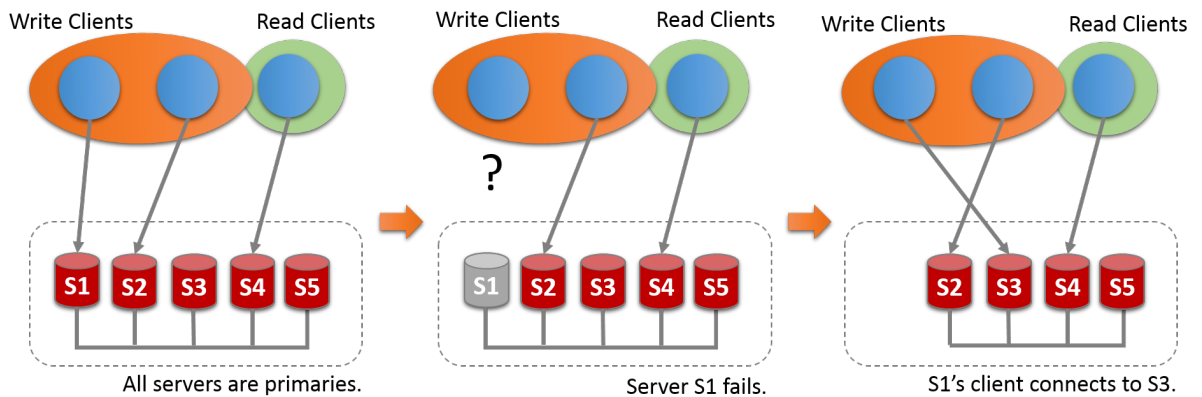 Write Clients
Read Clients
S1
S2
S3
S4
S5
All servers are primaries.
Write Clients
Read Clients
?
S1
S2
S3
S4
S5
Server S1 fails.
Write Clients
Read Clients
S2
S3
S4
S5
S1's client connects to S3.